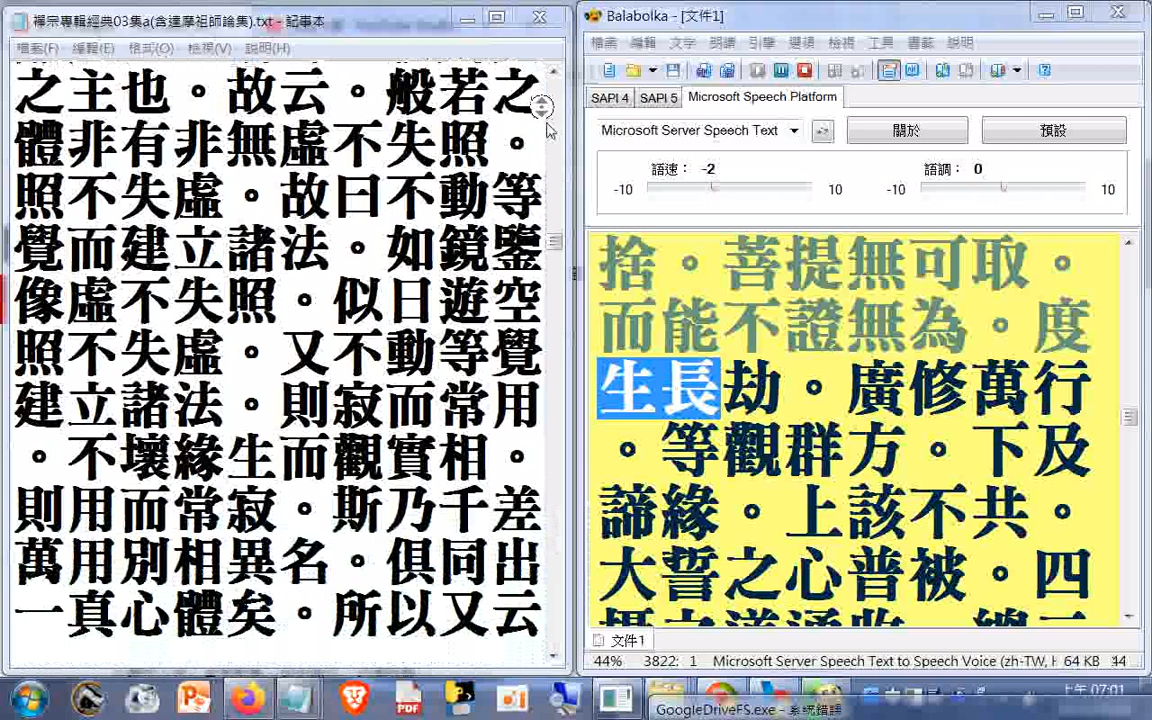 禪宗專輯經典03集a(含達摩祖師論集).txt - 記事本
檔案(F) 編輯(E) 格式(O) 檢視(V) 說明(H)
之主也。故云。般若之
體非有非無虛不失照。
照不失虛。故曰不動等
覺而建立諸法。如鏡鑒
像虛不失照。似日遊空
照不失虛。又不動等覺
建立諸法。則寂而常用
。不壞緣生而觀實相。
則用而常寂。斯乃千差
萬用別相異名。俱同出
一真心體矣。所以又云
Balabolka - [文件1]
檔案 編輯 文字 朗讀 引擎 選項 檢視 工具 書籤 說明
SAPI 4 SAPI 5 Microsoft Speech Platform
Microsoft Server Speech Text 關於 預設
語速： -2 語調： 0
-10 10 -10 10
捨。菩提無可取。
而能不證無為。度
生長劫。廣修萬行
。等觀群方。下及
諦緣。上該不共。
大誓之心普被。四
文件1
44% 3822: 1 Microsoft Server Speech Text to Speech Voice (zh-TW, H 64 KB 44
上午 07:01
GoogleDriveFS.exe - 系統錯誤